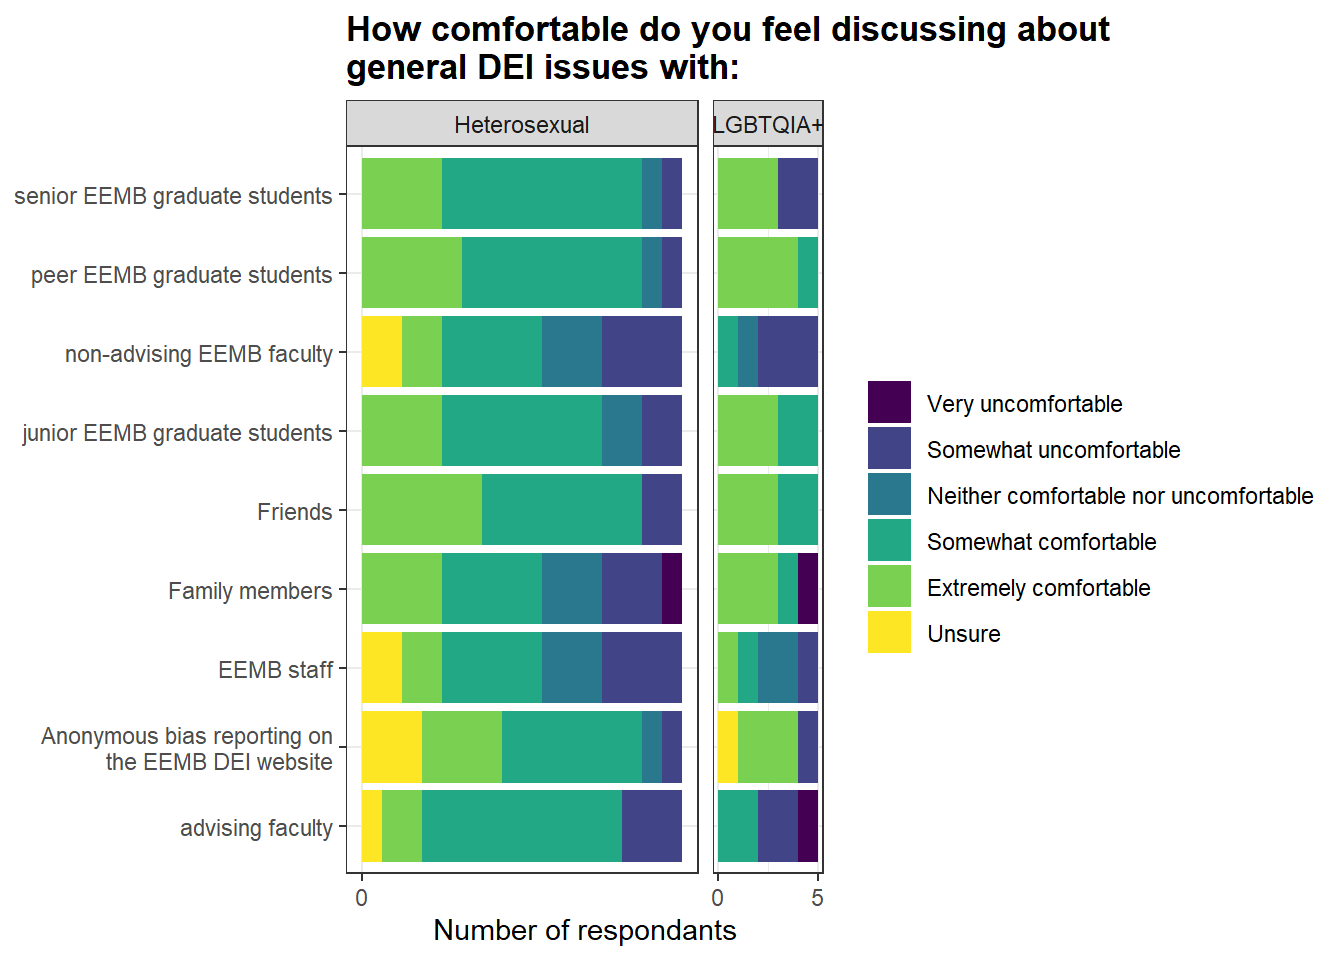 How comfortable do you feel discussing about
general DEI issues with:
Heterosexual
LGBTQIA+
senior EEMB graduate students
peer EEMB graduate students
non-advising EEMB faculty
junior EEMB graduate students
Friends
Family members
EEMB staff
Anonymous bias reporting on
the EEMB DEI website
advising faculty
0
0
5
Number of respondants
Very uncomfortable
Somewhat uncomfortable
Neither comfortable nor uncomfortable
Somewhat comfortable
Extremely comfortable
Unsure